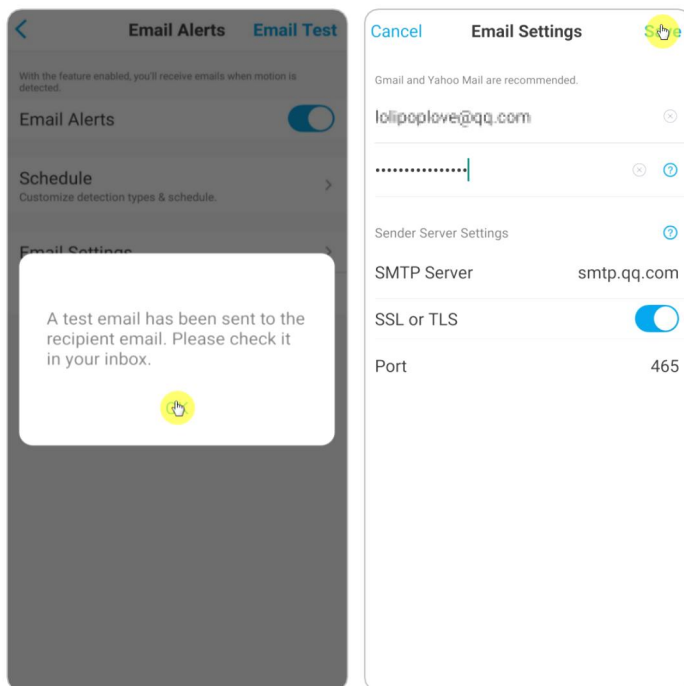 Email Alerts
Email Test
With the feature enabled, you'll receive emails when motion is
detected.
Email Alerts
Schedule
Customize detection types & schedule.
Email Settings
A test email has been sent to the
recipient email. Please check it
in your inbox.
Cancel
Email Settings
Save
Gmail and Yahoo Mail are recommended.
Sender Server Settings
SMTP Server
smtp.qq.com
SSL or TLS
Port
465